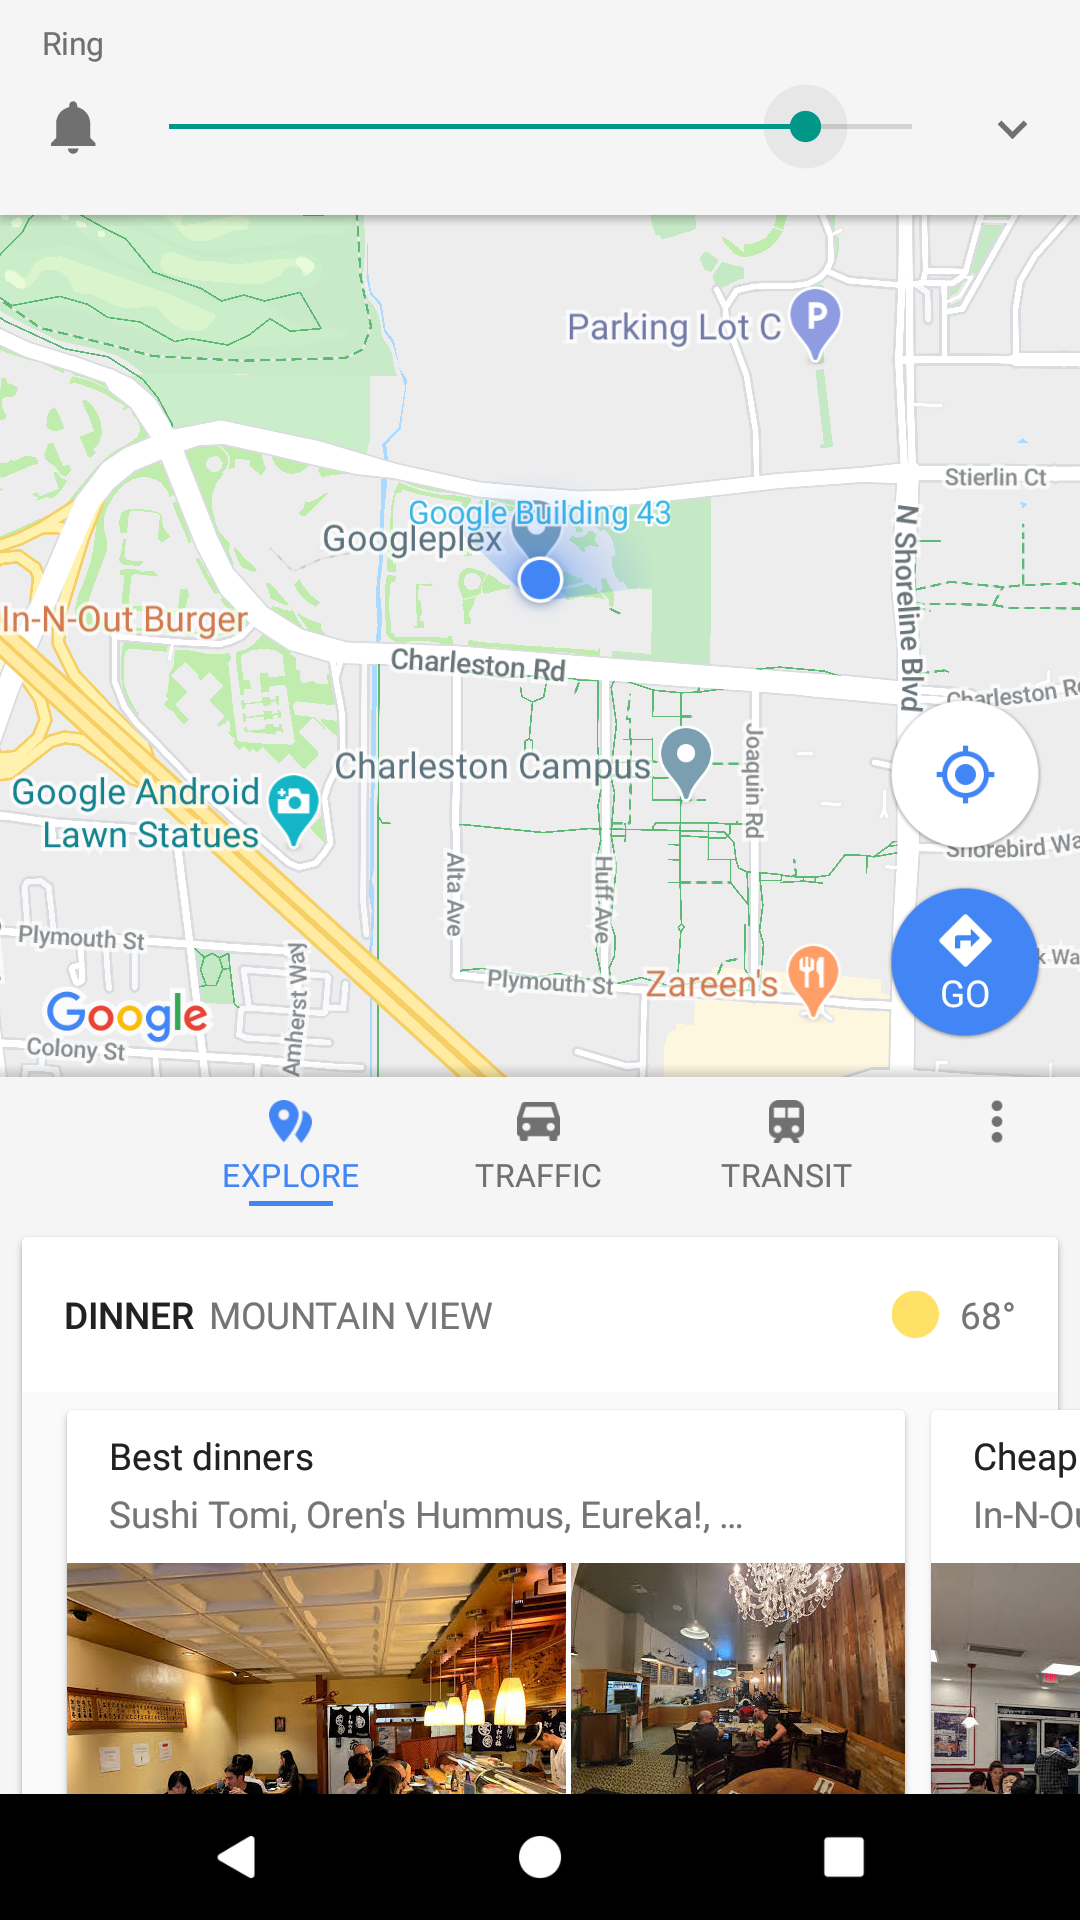 Ring
Parking Lot C
P
Stierlin Ct
Google Building 43
Googleplex
N Shoreline Blvd
In-N-Out Burger
Charleston Rd
Charleston Rd
Charleston Campus
Joaquin Rd
Google Android
Lawn Statues
Shorebird Wa
Alta Ave
Huff Ave
Plymouth St
Amherst Way
Plymouth St
Zareen's
k Wa
GO
Google
Colony St
EXPLORE
TRAFFIC
TRANSIT
DINNER MOUNTAIN VIEW
68°
Best dinners
Sushi Tomi, Oren's Hummus, Eureka!, ...
Cheap
In-N-Ou